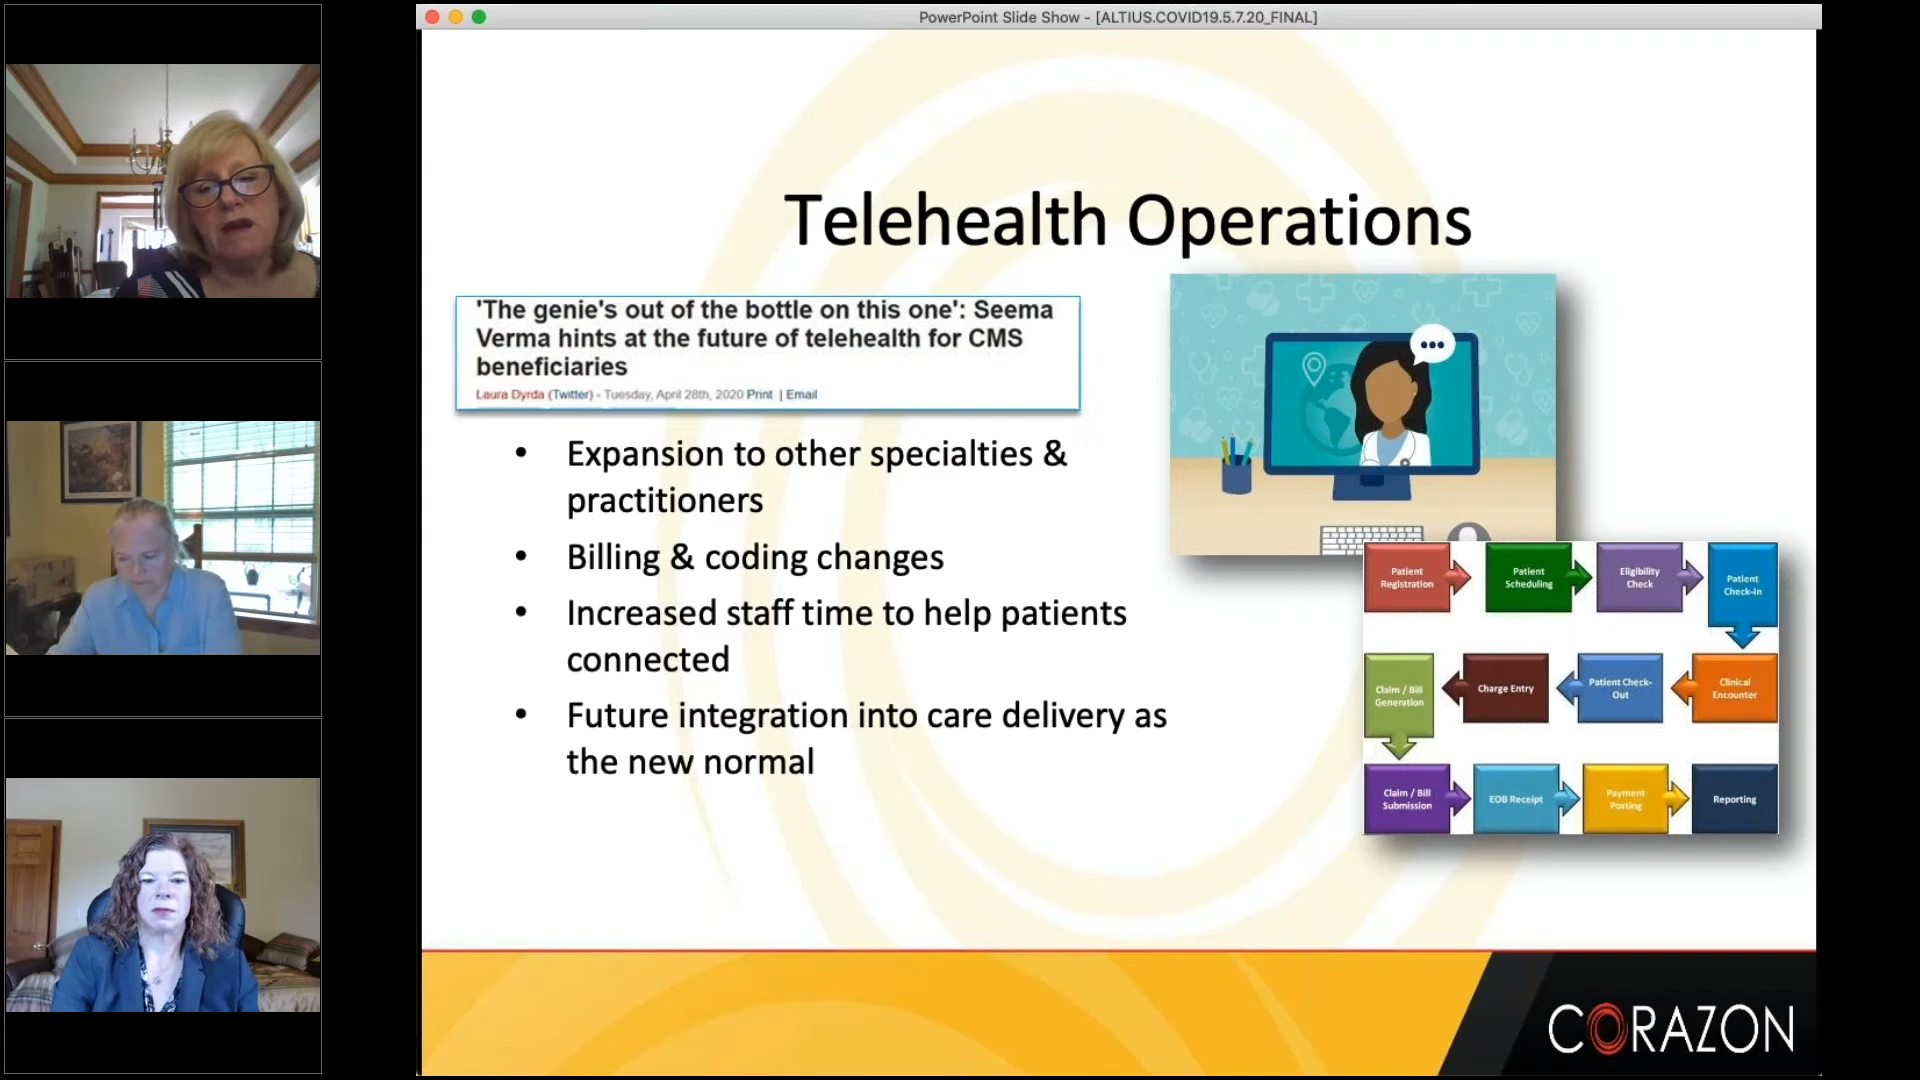 PowerPoint Slide Show - [ALTIUS.COVID19.5.7.20_FINAL]
Telehealth Operations
'The genie's out of the bottle on this one': Seema
Verma hints at the future of telehealth for CMS
beneficiaries
Laura Dyrda (Twitter) - Tuesday, April 28th, 2020 Print | Email
• Expansion to other specialties &
practitioners
• Billing & coding changes
• Increased staff time to help patients
connected
• Future integration into care delivery as
the new normal
Patient
Registration
Patient
Scheduling
Eligibility
Check
Patient
Check-In
Claim / Bill
Generation
Charge Entry
Patient Check-
Out
Clinical
Encounter
Claim / Bill
Submission
EOB Receipt
Payment
Posting
Reporting
CORAZON